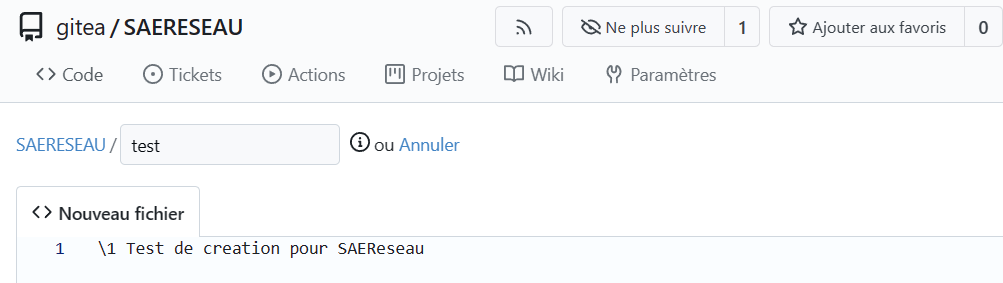 gitea / SAERESEAU
Ne plus suivre 1
Ajouter aux favoris 0
Code Tickets Actions Projets Wiki Paramètres
SAERESEAU / test ou Annuler
Nouveau fichier
1 \1 Test de creation pour SAEReseau